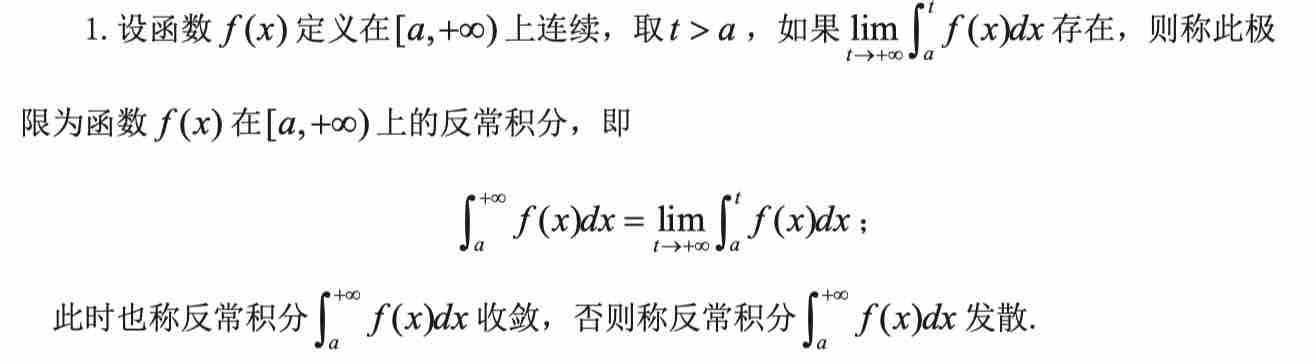 1. 设函数 $f(x)$ 定义在 $[a,+\infty)$ 上连续，取 $t > a$ ，如果 $\lim_{t \to +\infty} \int_a^t f(x)dx$ 存在，则称此极
限为函数 $f(x)$ 在 $[a,+\infty)$ 上的反常积分，即
$\int_a^{+\infty} f(x)dx = \lim_{t \to +\infty} \int_a^t f(x)dx$ ；
此时也称反常积分 $\int_a^{+\infty} f(x)dx$ 收敛，否则称反常积分 $\int_a^{+\infty} f(x)dx$ 发散.